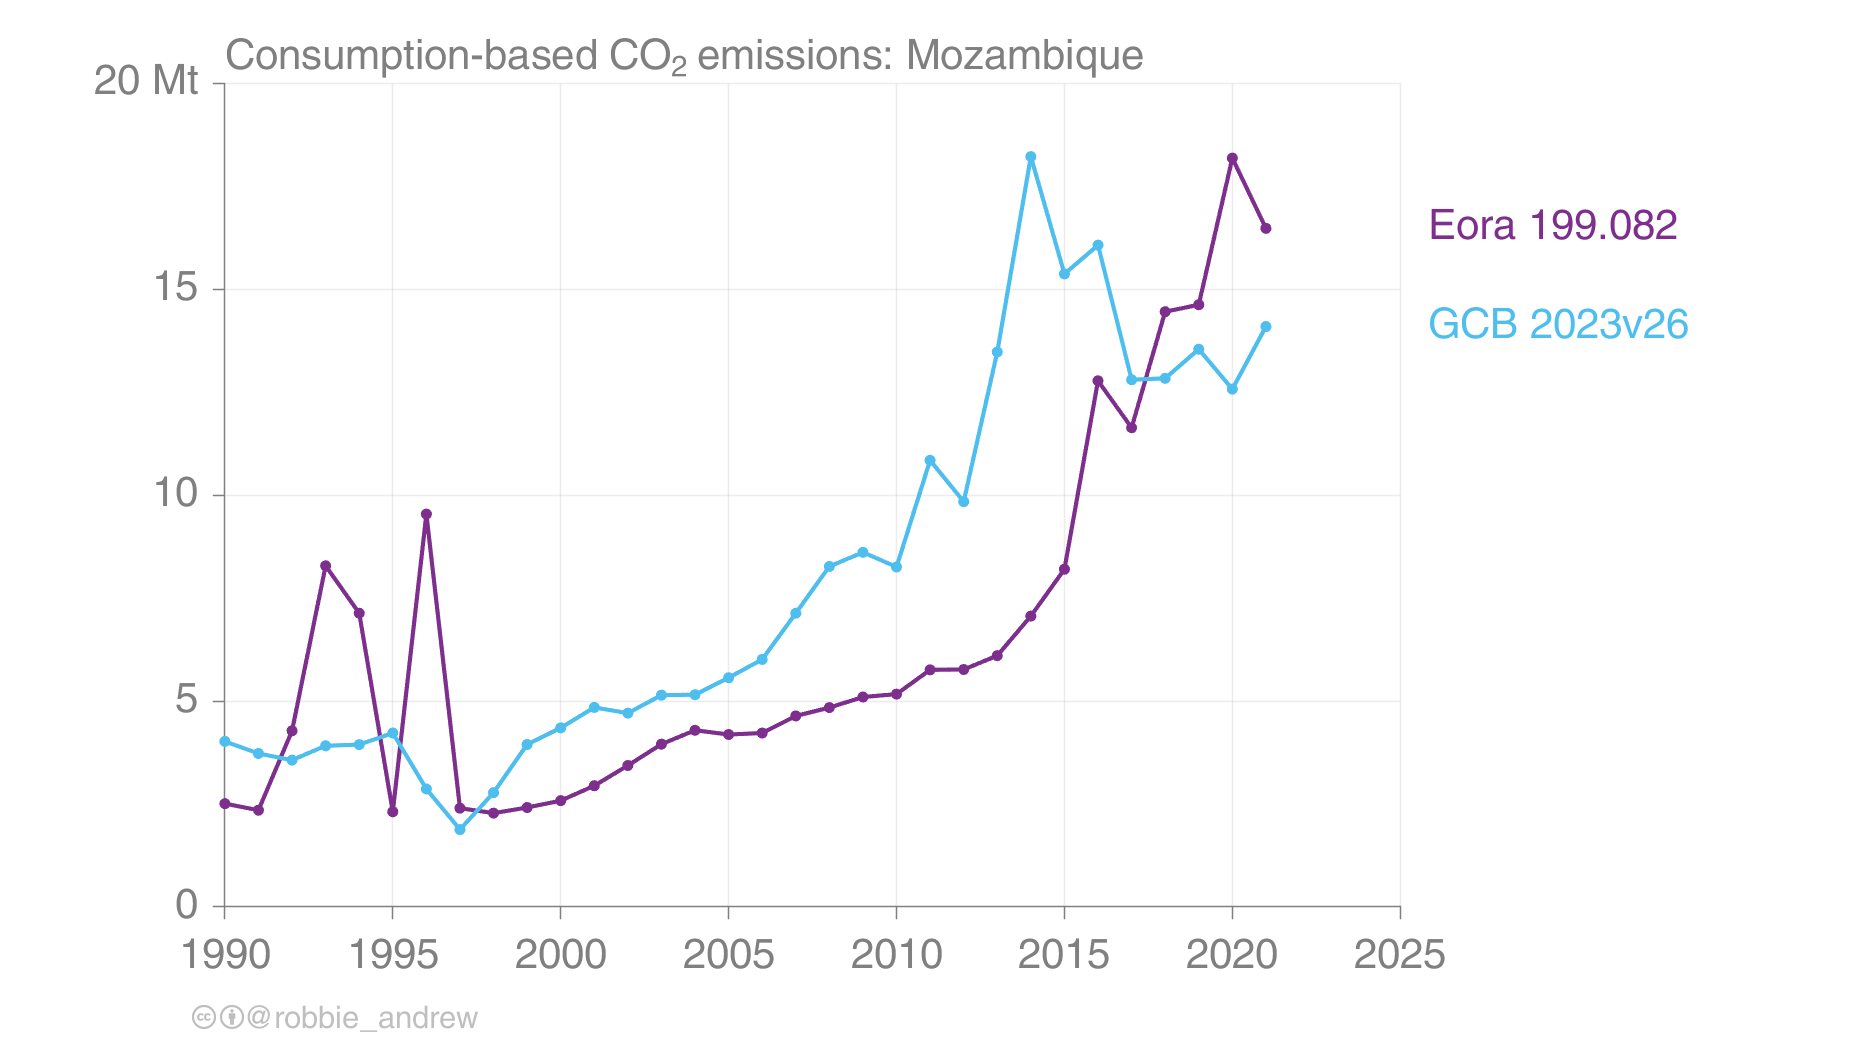 Consumption-based CO₂ emissions: Mozambique
20 Mt
15
10
5
0
1990 1995 2000 2005 2010 2015 2020 2025
Eora 199.082
GCB 2023v26
@robbie_andrew